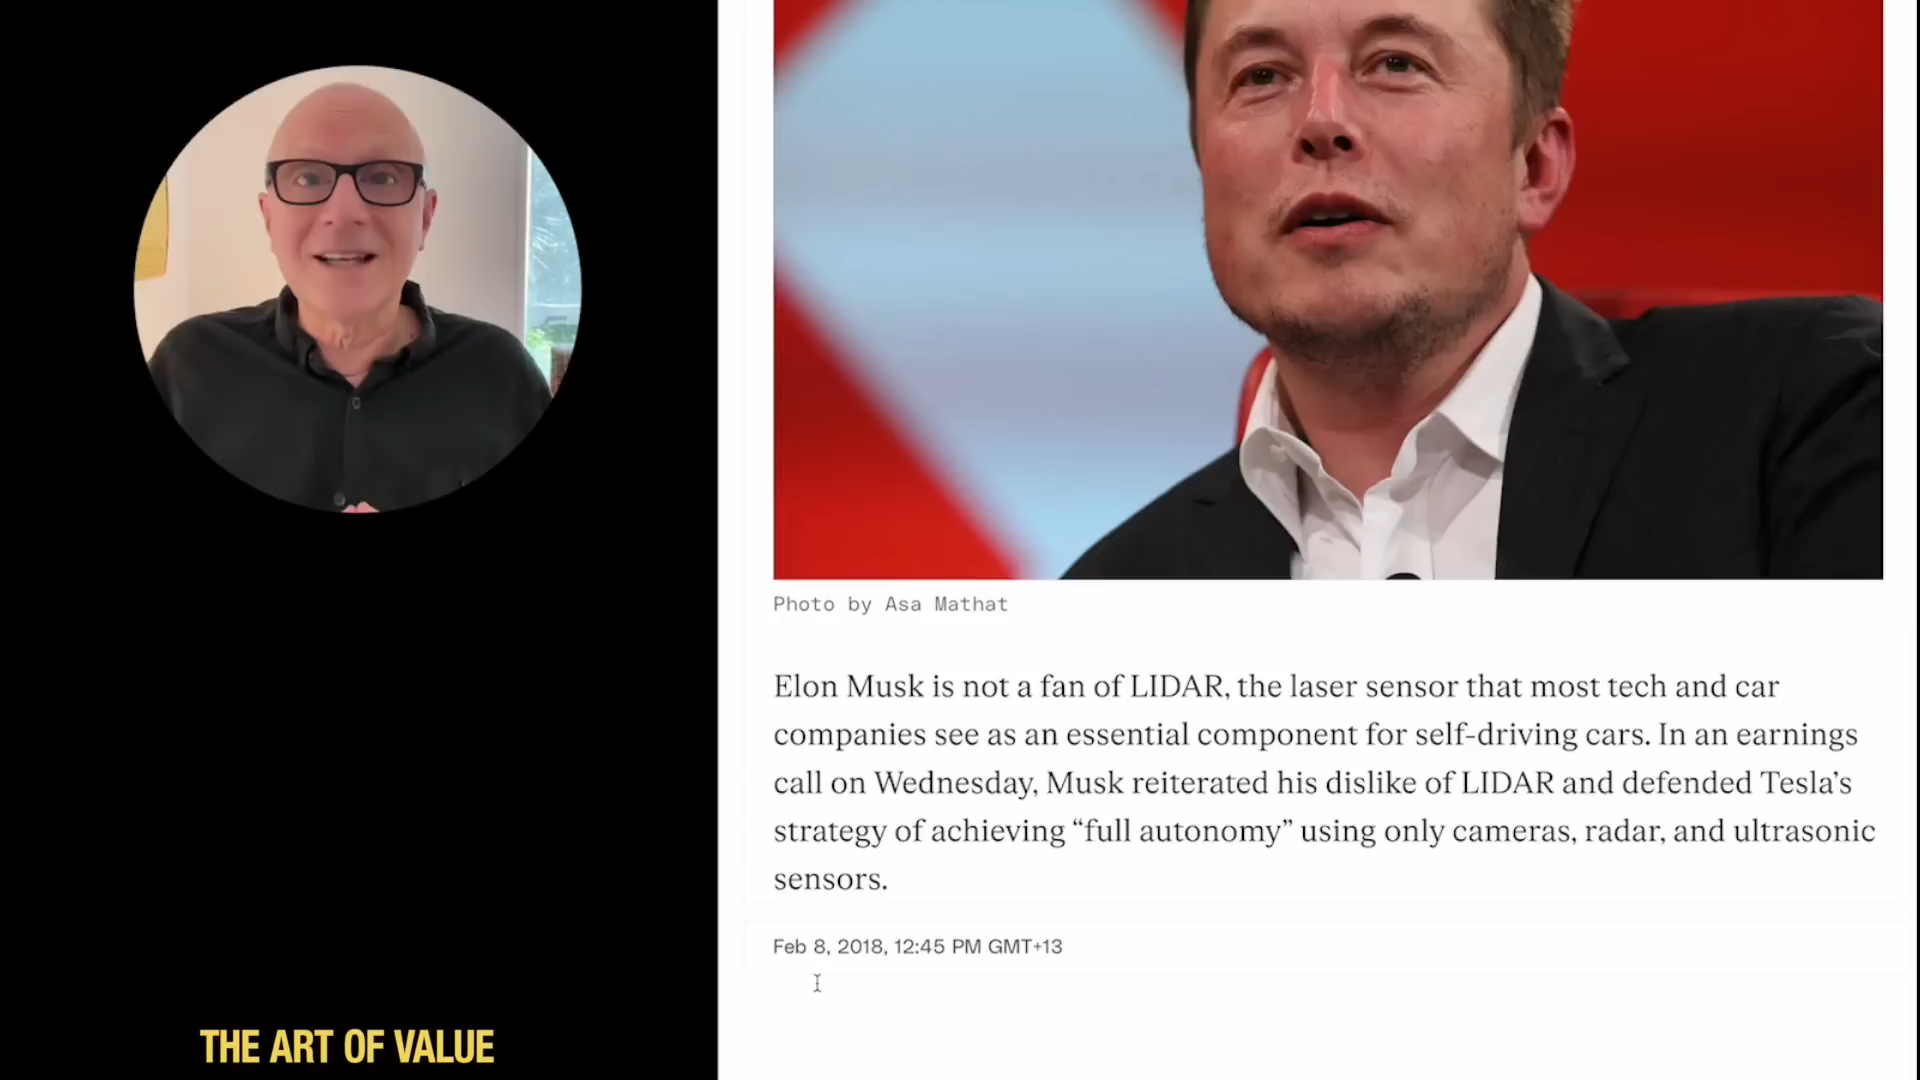 Photo by Asa Mathat
Elon Musk is not a fan of LIDAR, the laser sensor that most tech and car
companies see as an essential component for self-driving cars. In an earnings
call on Wednesday, Musk reiterated his dislike of LIDAR and defended Tesla’s
strategy of achieving “full autonomy” using only cameras, radar, and ultrasonic
sensors.
Feb 8, 2018, 12:45 PM GMT+13
THE ART OF VALUE